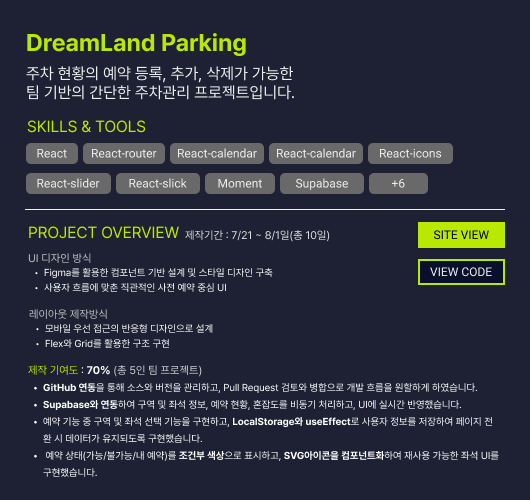 DreamLand Parking
주차 현황의 예약 등록, 추가, 삭제가 가능한
팀 기반의 간단한 주차관리 프로젝트입니다.
SKILLS & TOOLS
React React-router React-calendar React-calendar React-icons
React-slider React-slick Moment Supabase +6
PROJECT OVERVIEW 제작기간 : 7/21 ~ 8/1일(총 10일)
SITE VIEW
VIEW CODE
UI 디자인 방식
• Figma를 활용한 컴포넌트 기반 설계 및 스타일 디자인 구축
• 사용자 흐름에 맞춘 직관적인 사전 예약 중심 UI
레이아웃 제작방식
• 모바일 우선 접근의 반응형 디자인으로 설계
• Flex와 Grid를 활용한 구조 구현
제작 기여도 : 70% (총 5인 팀 프로젝트)
• GitHub 연동을 통해 소스와 버전을 관리하고, Pull Request 검토와 병합으로 개발 흐름을 원할하게 하였습니다.
• Supabase와 연동하여 구역 및 좌석 정보, 예약 현황, 혼잡도를 비동기 처리하고, UI에 실시간 반영했습니다.
• 예약 기능 중 구역 및 좌석 선택 기능을 구현하고, LocalStorage와 useEffect로 사용자 정보를 저장하여 페이지 전
환 시 데이터가 유지되도록 구현했습니다.
• 예약 상태(가능/불가능/내 예약)를 조건부 색상으로 표시하고, SVG아이콘을 컴포넌트화하여 재사용 가능한 좌석 UI를
구현했습니다.